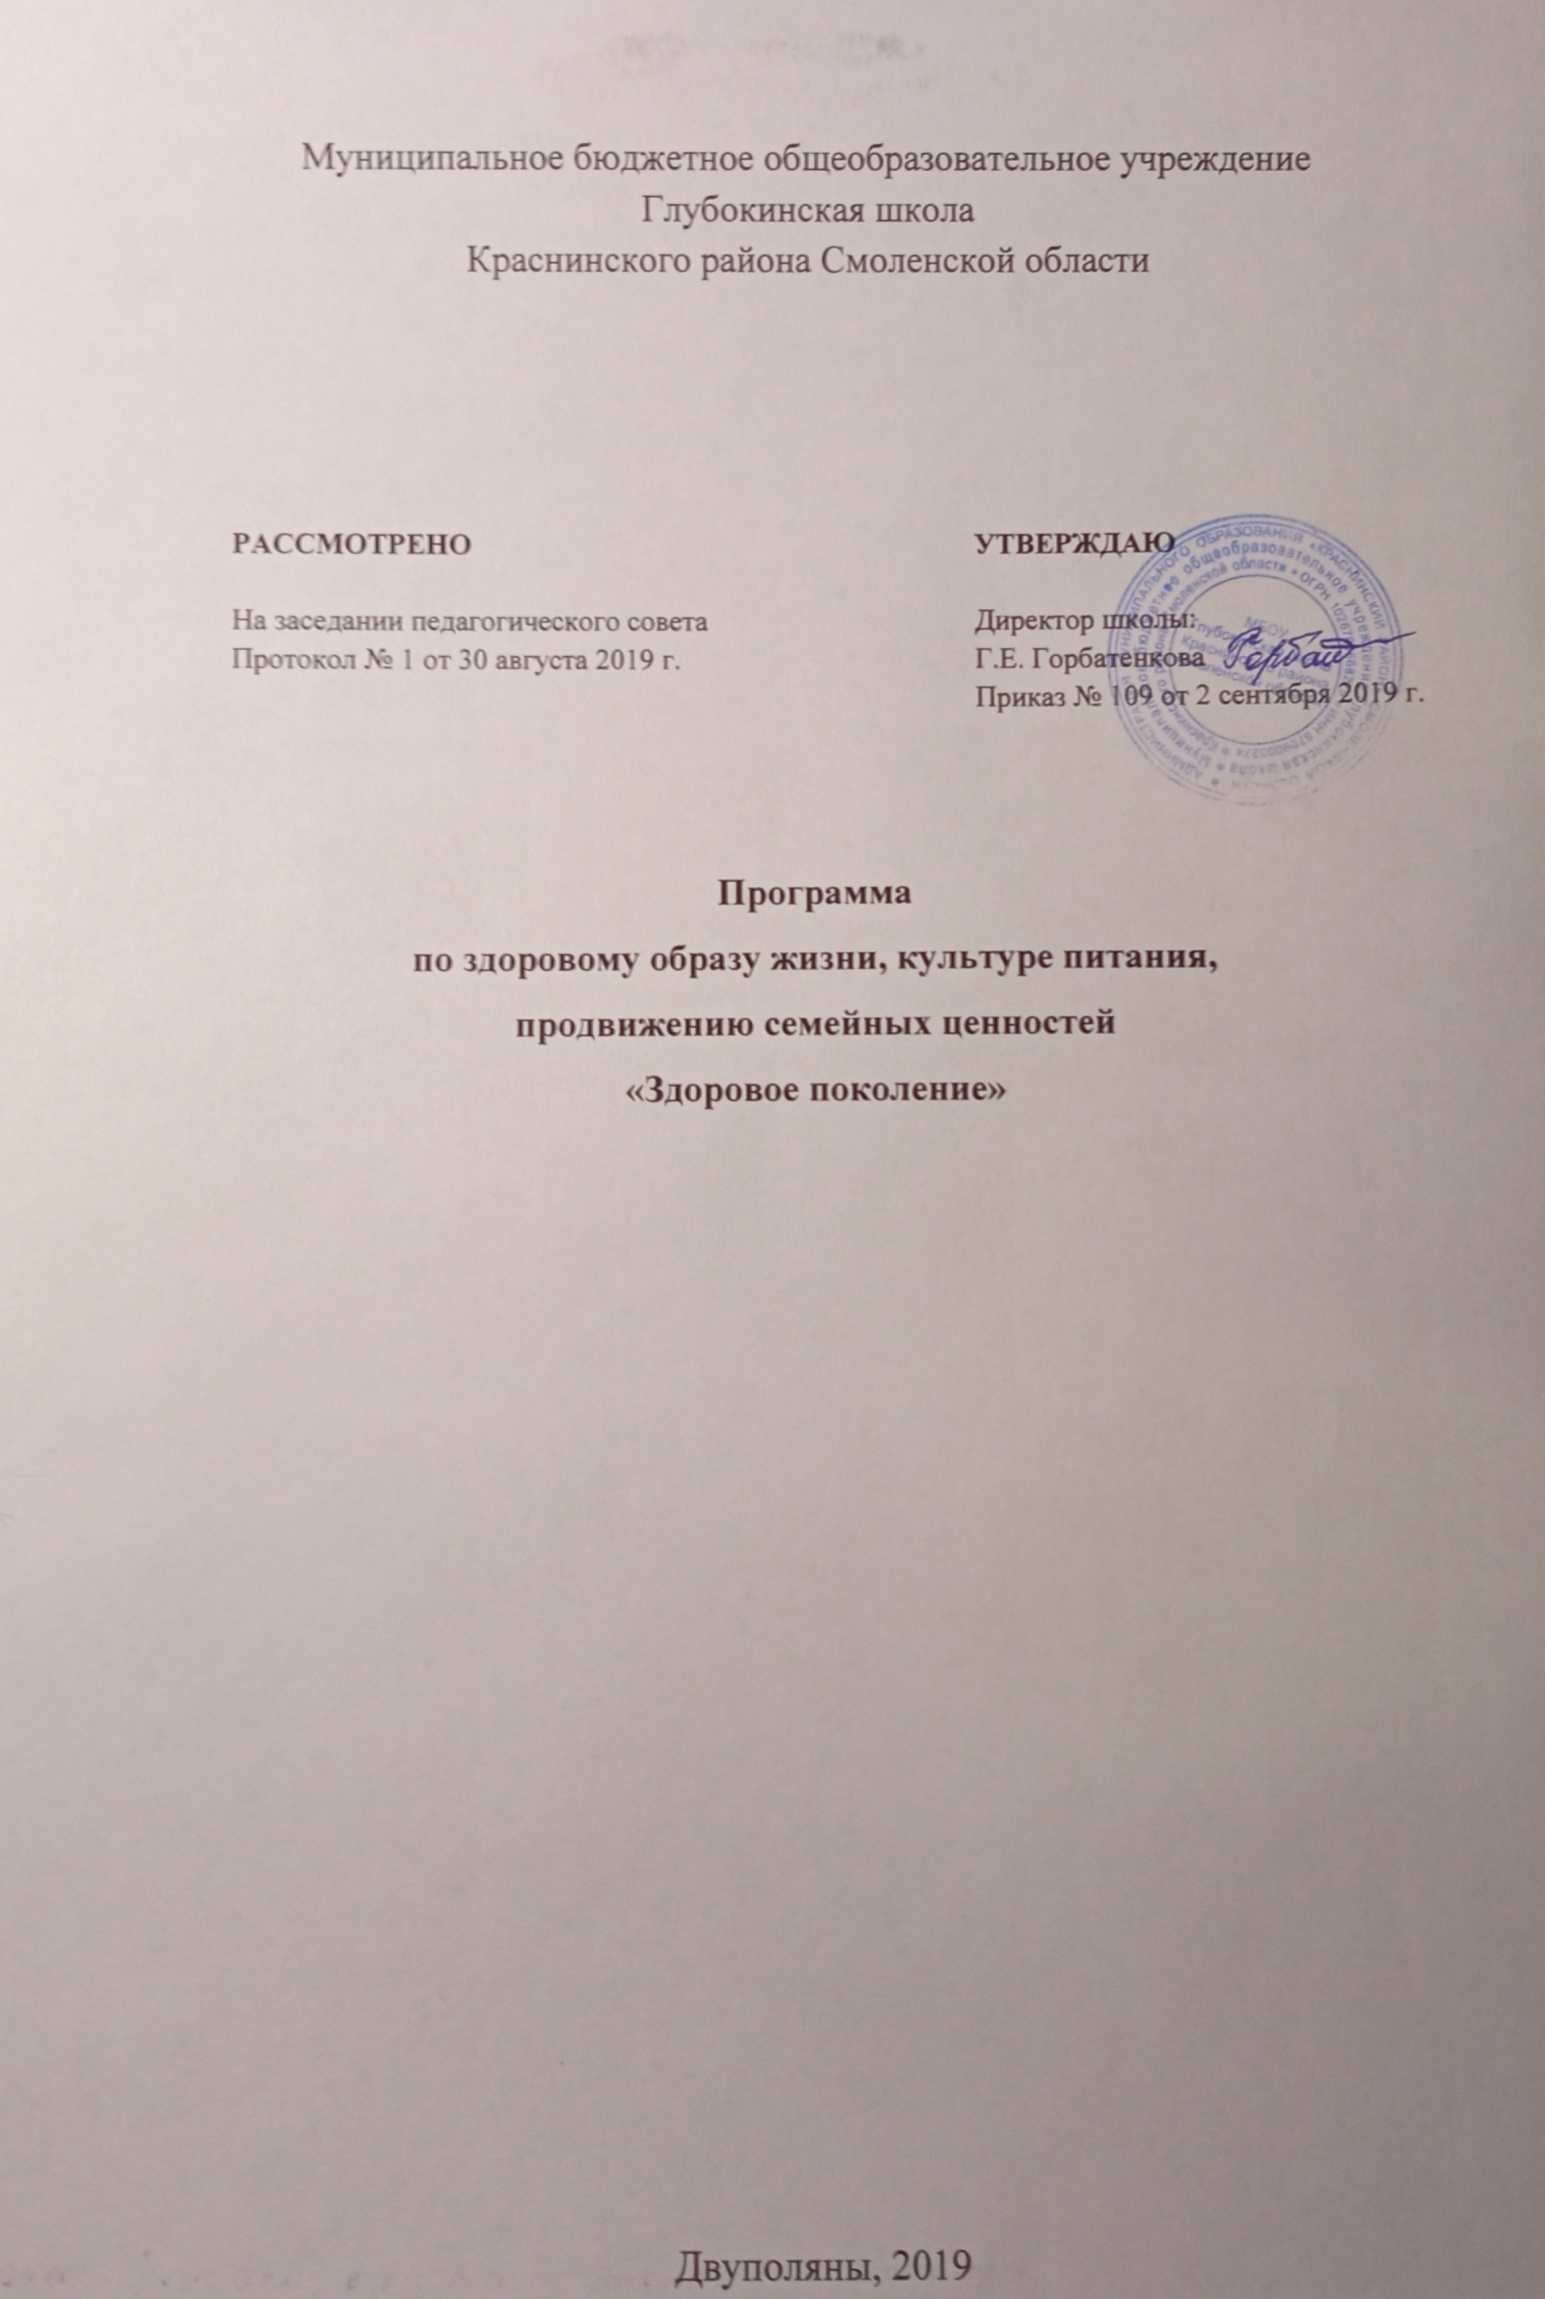 Муниципальное бюджетное общеобразовательное учреждение
Глубокинская школа
Краснинского района Смоленской области
РАССМОТРЕНО
На заседании педагогического совета
Протокол № 1 от 30 августа 2019 г.
УТВЕРЖДАЮ
Директор школы:
Г.Е. Горбатенкова
Приказ № 109 от 2 сентября 2019 г.
Программа
по здоровому образу жизни, культуре питания,
продвижению семейных ценностей
«Здоровое поколение»
Двуполяны, 2019